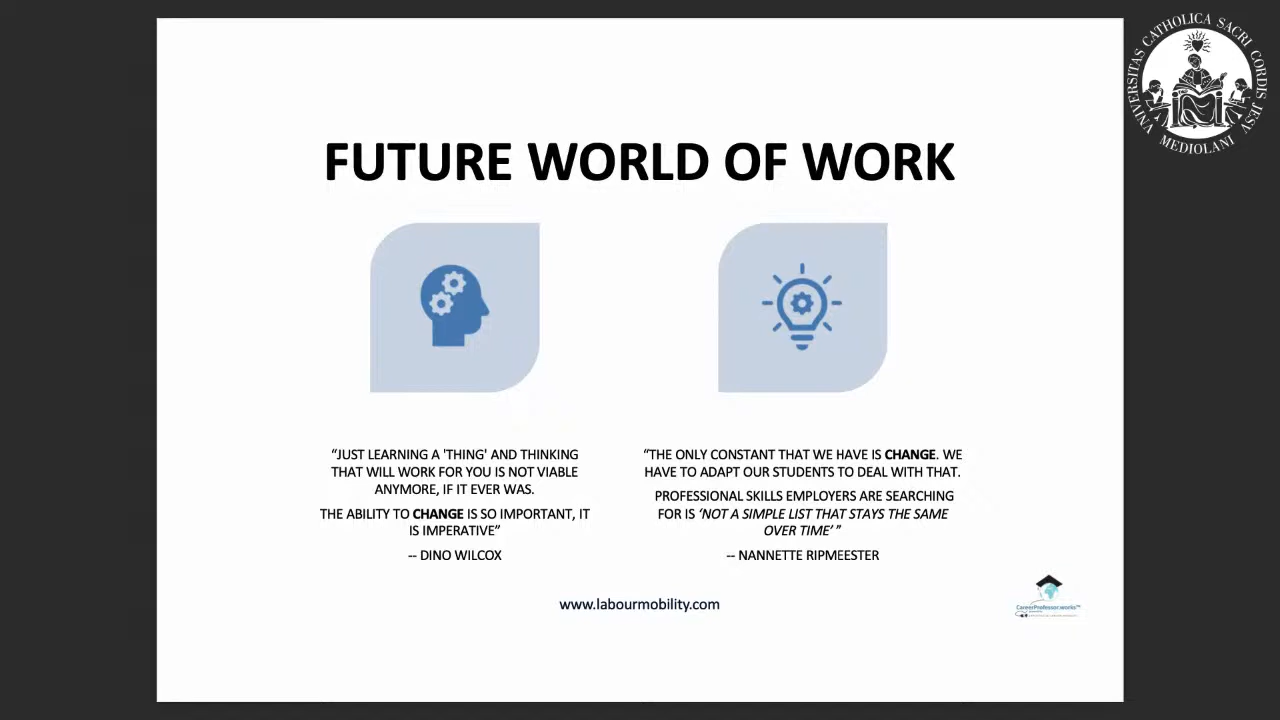 UNIVERSITAS CATHOLICA SACRI CORDIS JESU
MEDIOLANI
FUTURE WORLD OF WORK
“JUST LEARNING A 'THING' AND THINKING
THAT WILL WORK FOR YOU IS NOT VIABLE
ANYMORE, IF IT EVER WAS.
THE ABILITY TO CHANGE IS SO IMPORTANT, IT
IS IMPERATIVE”
-- DINO WILCOX
“THE ONLY CONSTANT THAT WE HAVE IS CHANGE. WE
HAVE TO ADAPT OUR STUDENTS TO DEAL WITH THAT.
PROFESSIONAL SKILLS EMPLOYERS ARE SEARCHING
FOR IS ‘NOT A SIMPLE LIST THAT STAYS THE SAME
OVER TIME’ ”
-- NANNETTE RIPMEESTER
www.labourmobility.com
CareerProfessor.works™